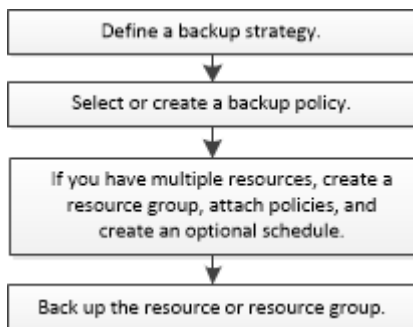 Define a backup strategy.
Select or create a backup policy.
If you have multiple resources, create a
resource group, attach policies, and
create an optional schedule.
Back up the resource or resource group.